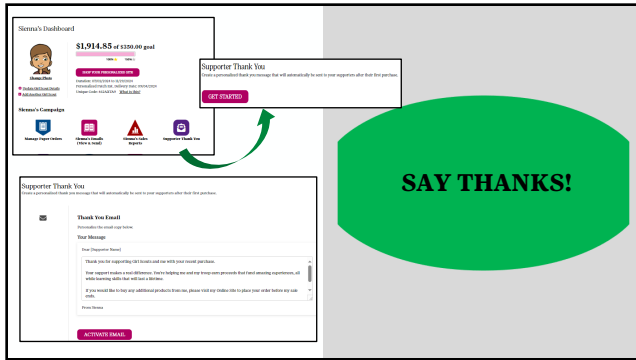 Sienna's Dashboard
$1,914.85 of $350.00 goal
Change Photo
SHOP YOUR PERSONALIZED SITE
Update Girl Scout Details
Add Another Girl Scout
What is this?
Sienna's Campaign
Manage Paper Orders
Sienna's Emails
(View & Send)
Sienna's Sales
Reports
Supporter Thank You
Supporter Thank You
Create a personalized thank you message that will automatically be sent to your supporters after their first purchase.
GET STARTED
Supporter Thank You
Create a personalized thank you message that will automatically be sent to your supporters after their first purchase.
Thank You Email
Personalize the email copy below.
Your Message
Dear [Supporter Name]
Thank you for supporting Girl Scouts and me with your recent purchase.
Your support makes a real difference. You're helping me and my troop earn proceeds that fund amazing experiences, all
while learning skills that will last a lifetime.
If you would like to buy any additional products from me, please visit my Online Site to place your order before my sale
ends.
From Sienna
ACTIVATE EMAIL
SAY THANKS!